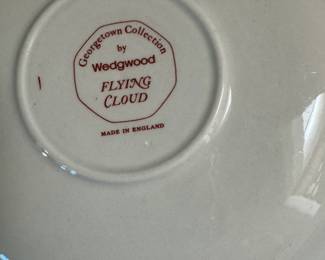 Georgetown Collection
by
Wedgwood
FLYING
CLOUD
MADE IN ENGLAND